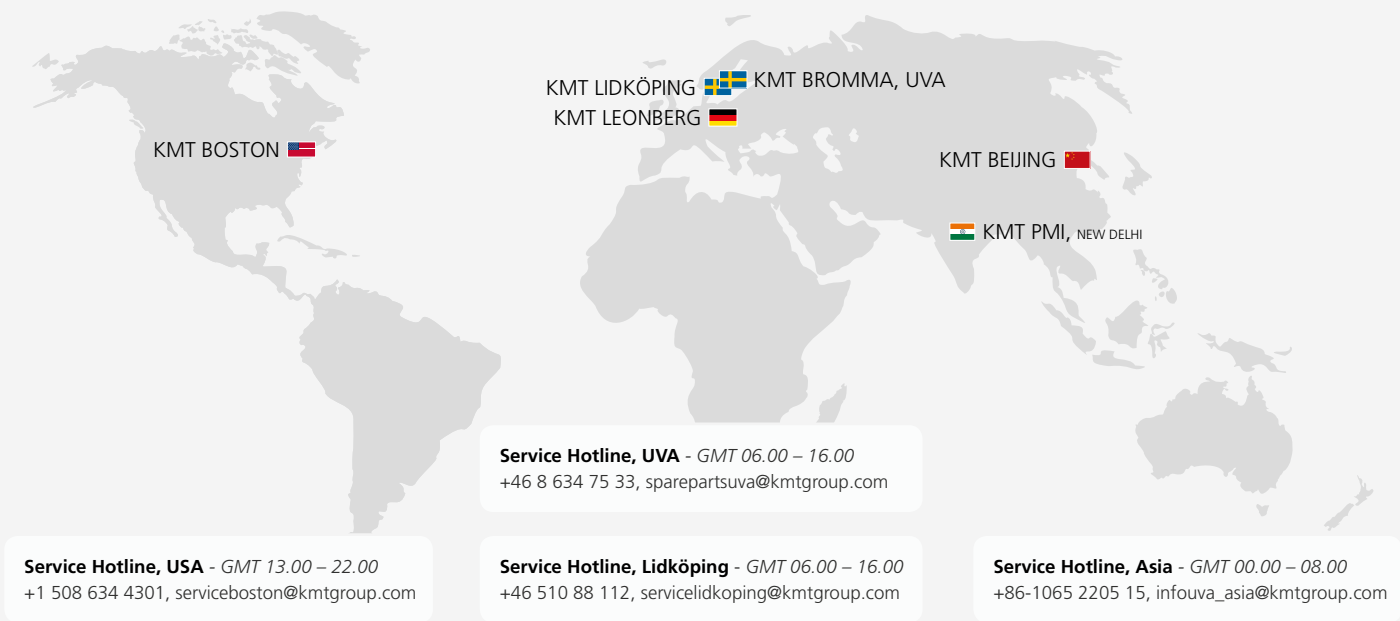 KMT LIDKÖPING
KMT BROMMA, UVA
KMT LEONBERG
KMT BOSTON
KMT BEIJING
KMT PMI, NEW DELHI
Service Hotline, UVA - GMT 06.00 – 16.00
+46 8 634 75 33, sparepartsuva@kmtgroup.com
Service Hotline, USA - GMT 13.00 – 22.00
+1 508 634 4301, serviceboston@kmtgroup.com
Service Hotline, Lidköping - GMT 06.00 – 16.00
+46 510 88 112, servicelidkoping@kmtgroup.com
Service Hotline, Asia - GMT 00.00 – 08.00
+86-1065 2205 15, infouva_asia@kmtgroup.com